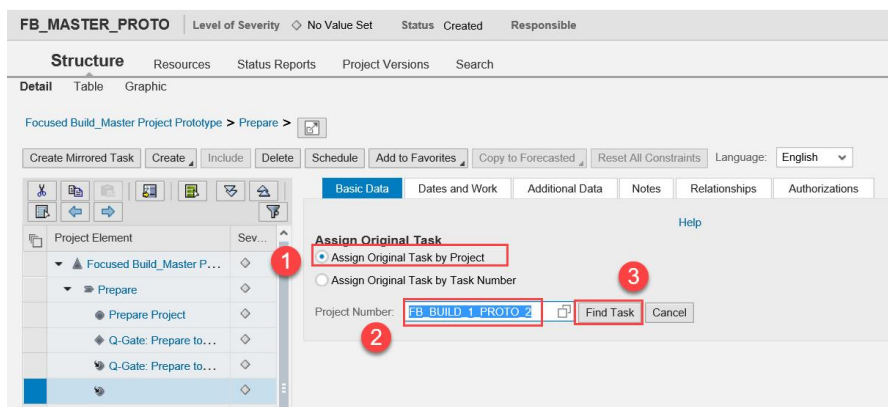 FB_MASTER_PROTO Level of Severity No Value Set Status Created Responsible
Structure Resources Status Reports Project Versions Search
Detail Table Graphic
Focused Build_Master Project Prototype > Prepare >
Create Mirrored Task Create Include Delete Schedule Add to Favorites Copy to Forecasted Reset All Constraints Language: English
Basic Data Dates and Work Additional Data Notes Relationships Authorizations
Help
Project Element Sev...
Assign Original Task
1 Assign Original Task by Project
Focused Build_Master P...
Assign Original Task by Task Number
3
Prepare
Project Number: FB_BUILD_1_PROTO_2 Find Task Cancel
Prepare Project
2
Q-Gate: Prepare to...
Q-Gate: Prepare to...